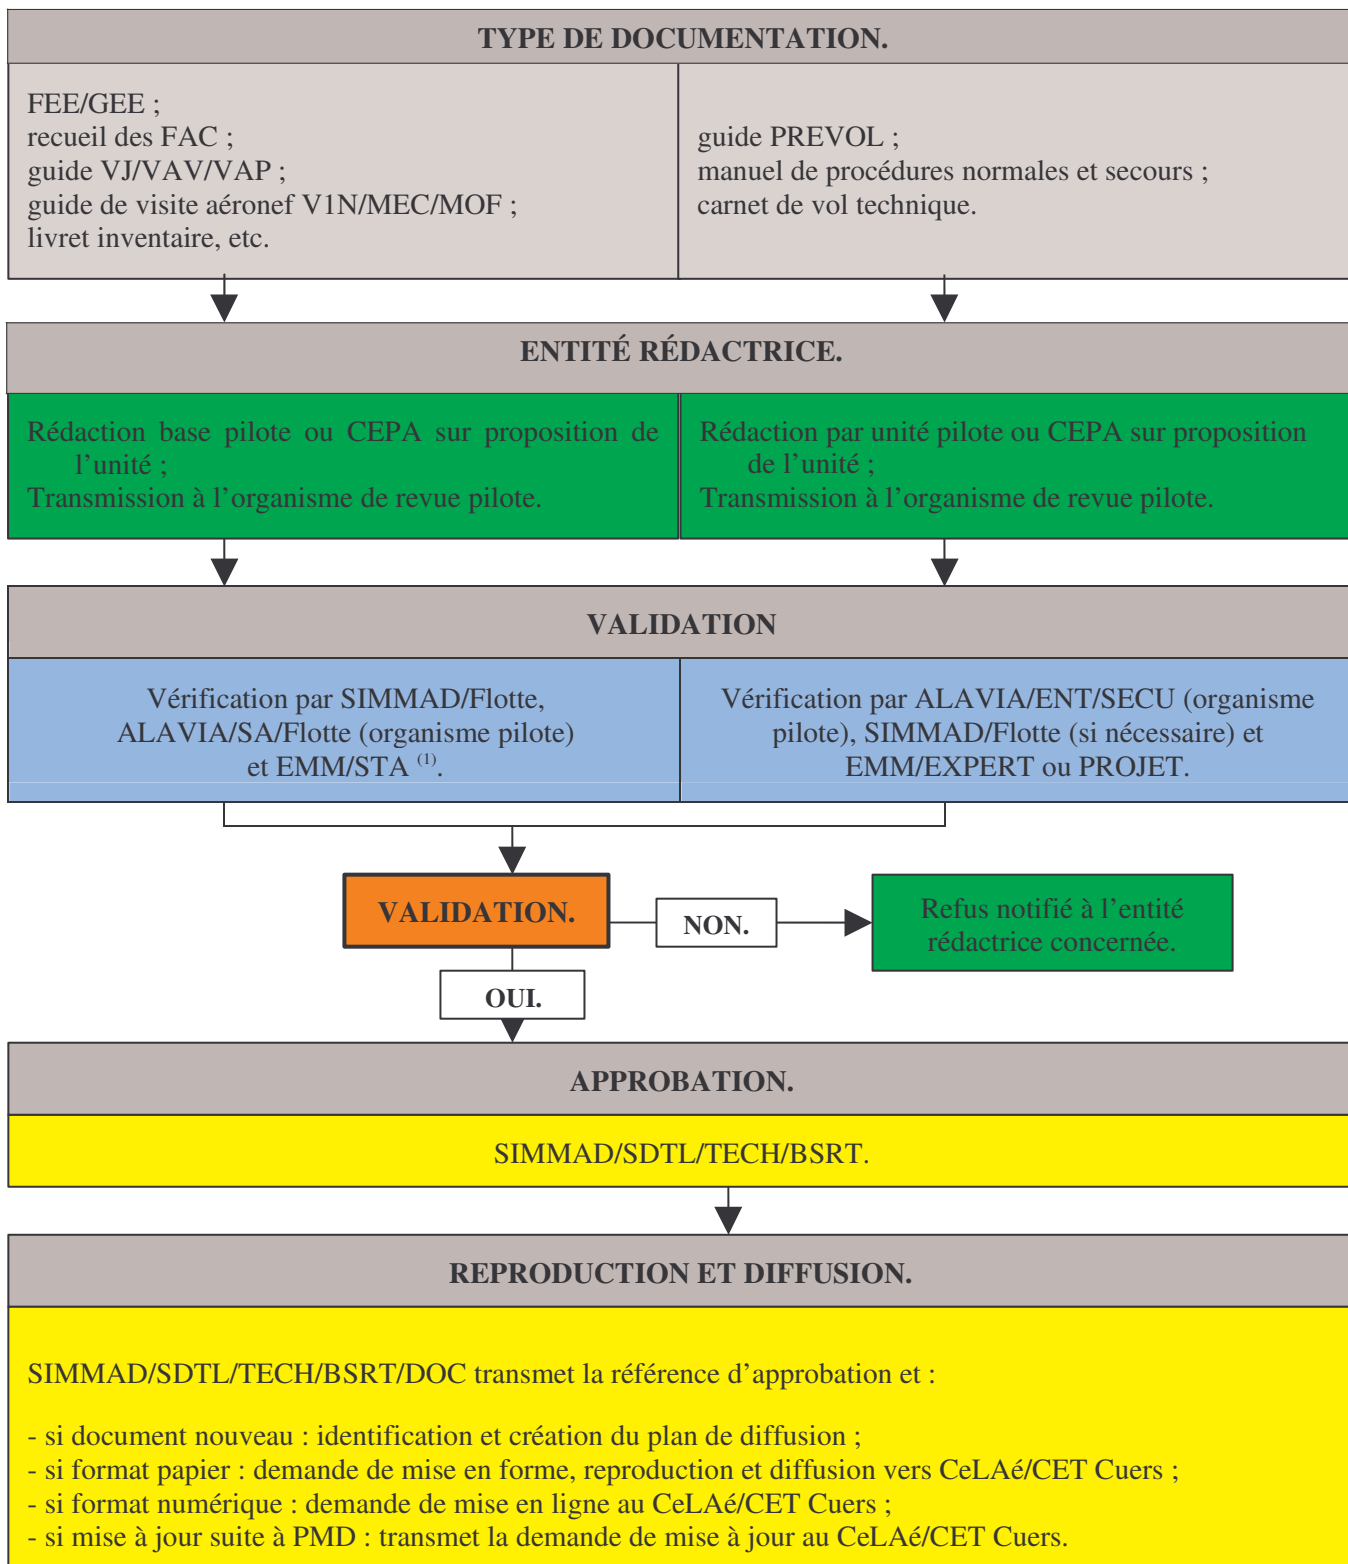 TYPE DE DOCUMENTATION.
FEE/GEE ;
recueil des FAC ;
guide VJ/VAV/VAP ;
guide de visite aéronef V1N/MEC/MOF ;
livret inventaire, etc.
guide PREVOL ;
manuel de procédures normales et secours ;
carnet de vol technique.
ENTITÉ RÉDACTRICE.
Rédaction base pilote ou CEPA sur proposition de
l’unité ;
Transmission à l’organisme de revue pilote.
Rédaction par unité pilote ou CEPA sur proposition
de l’unité ;
Transmission à l’organisme de revue pilote.
VALIDATION
Vérification par SIMMAD/Flotte,
ALAVIA/SA/Flotte (organisme pilote)
et EMM/STA (1).
Vérification par ALAVIA/ENT/SECU (organisme
pilote), SIMMAD/Flotte (si nécessaire) et
EMM/EXPERT ou PROJET.
VALIDATION.
NON.
Refus notifié à l’entité
rédactrice concernée.
OUI.
APPROBATION.
SIMMAD/SDTL/TECH/BSRT.
REPRODUCTION ET DIFFUSION.
SIMMAD/SDTL/TECH/BSRT/DOC transmet la référence d’approbation et :
- si document nouveau : identification et création du plan de diffusion ;
- si format papier : demande de mise en forme, reproduction et diffusion vers CeLAé/CET Cuers ;
- si format numérique : demande de mise en ligne au CeLAé/CET Cuers ;
- si mise à jour suite à PMD : transmet la demande de mise à jour au CeLAé/CET Cuers.